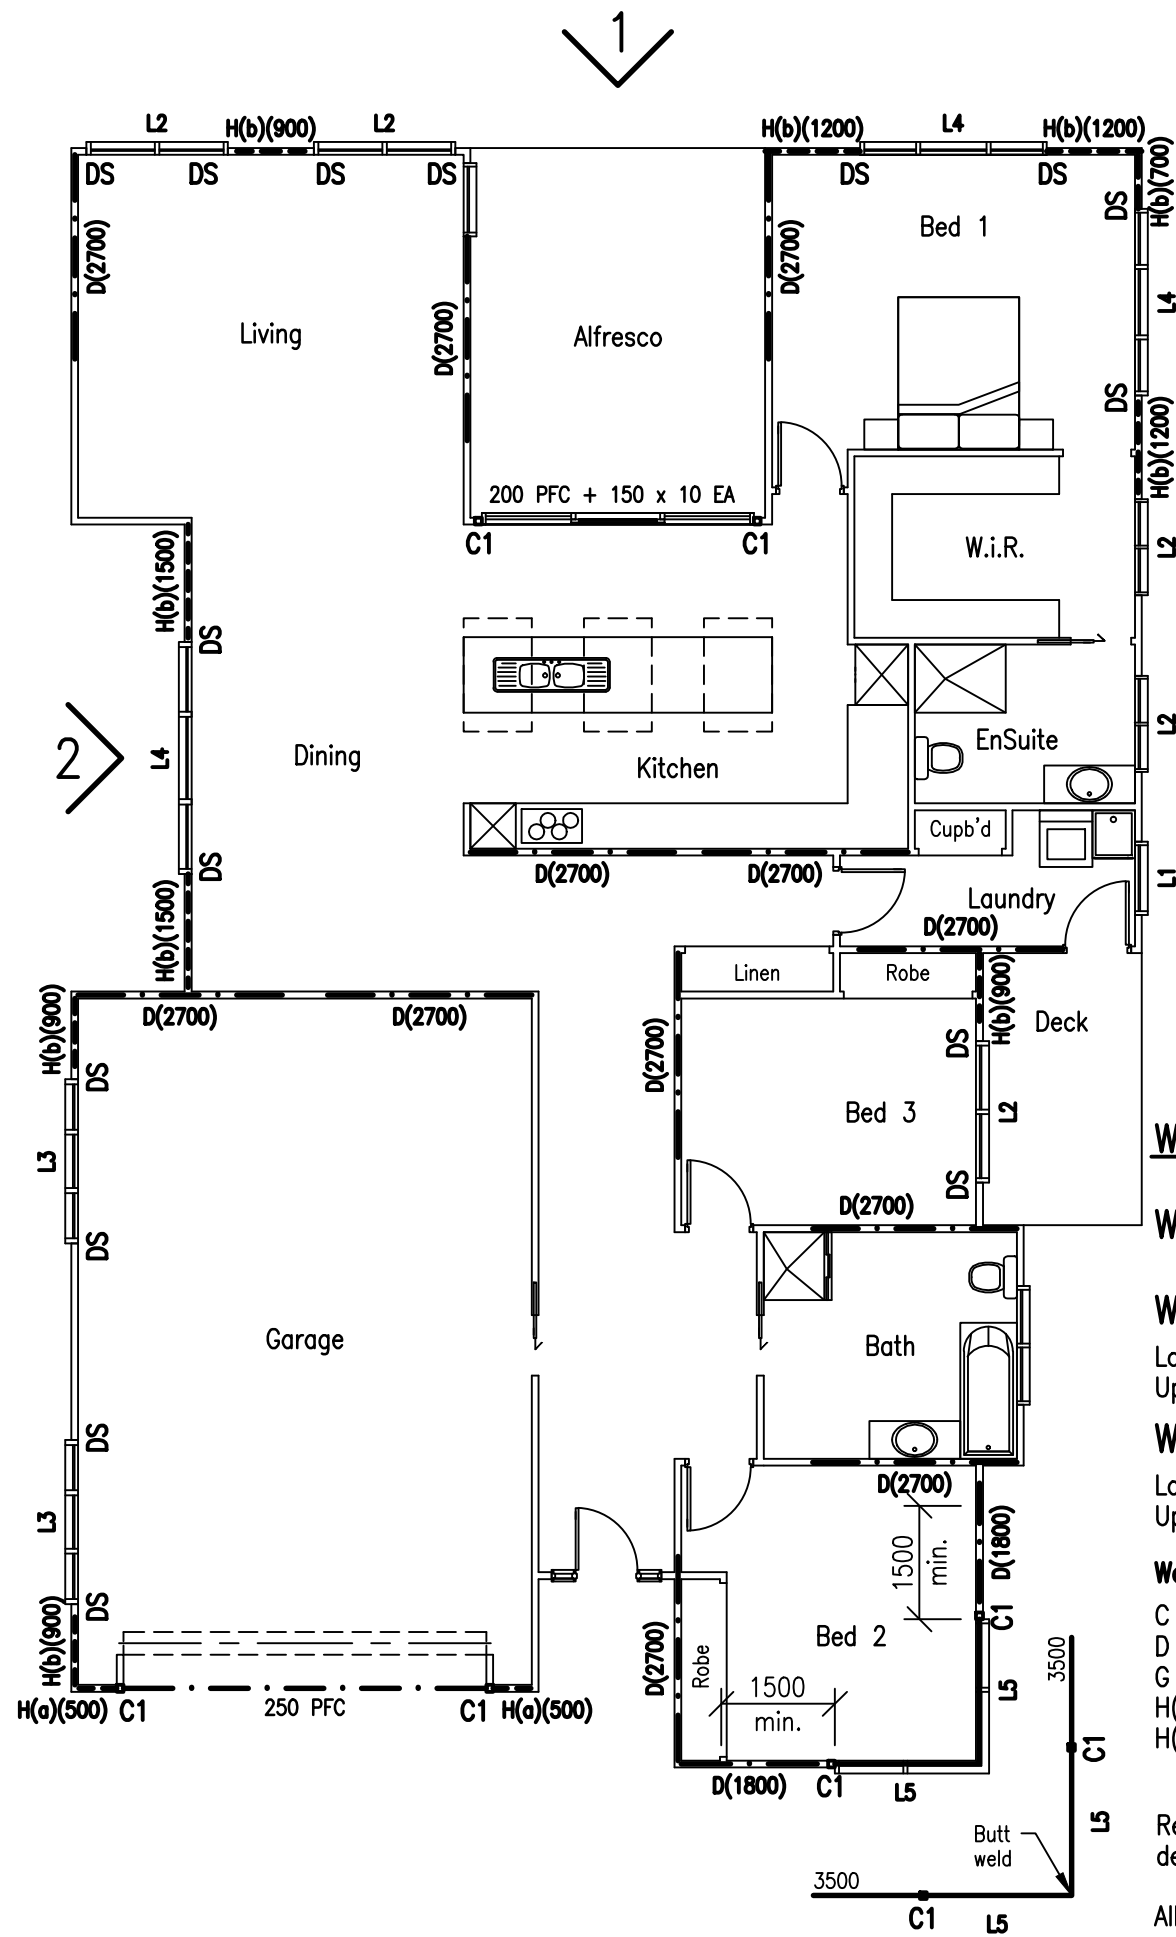 1
L2
H(b)(900)
L2
H(b)(1200)
L4
H(b)(1200)
DS
DS
DS
DS
DS
DS
H(b)(700)
DS
D(2700)
D(2700)
D(2700)
Bed 1
L4
Living
Alfresco
DS
H(b)(1200)
200 PFC + 150 x 10 EA
C1
C1
W.i.R.
L2
H(b)(1500)
DS
2
L4
Dining
Kitchen
EnSuite
L2
DS
Cupb'd
D(2700)
D(2700)
L1
Laundry
D(2700)
H(b)(1500)
Linen
Robe
H(b)(900)
H(b)(900)
D(2700)
D(2700)
Deck
DS
DS
D(2700)
Bed 3
L2
L3
DS
DS
D(2700)
Garage
Bath
DS
D(2700)
L3
1500
min.
D(1800)
DS
C1
H(b)(900)
D(2700)
Robe
Bed 2
1500
min.
L5
3500
H(a)(500)
C1
250 PFC
C1
H(a)(500)
C1
D(1800)
C1
L5
L5
Butt
weld
3500
C1
L5
W
W
W
Up
W
Up
C
D
G
H(
H(
Re
de
All